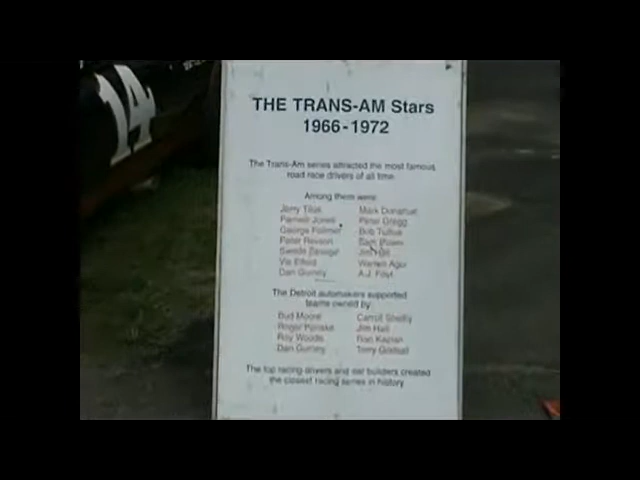 14
THE TRANS-AM Stars
1966-1972
The Trans-Am series attracted the most famous
road race drivers of all time.
Among them were:
Jerry Titus Mark Donohue
Parnelli Jones Peter Gregg
George Follmer Bob Tullius
Peter Revson Sam Posey
Swede Savage Jim Hall
Vic Elford Warren Agor
Dan Gurney A.J. Foyt
The Detroit automakers supported
teams owned by:
Bud Moore Carroll Shelby
Roger Penske Jim Hall
Roy Woods Ron Kaplan
Dan Gurney Terry Godsall
The top racing drivers and car builders created
the closest racing series in history.